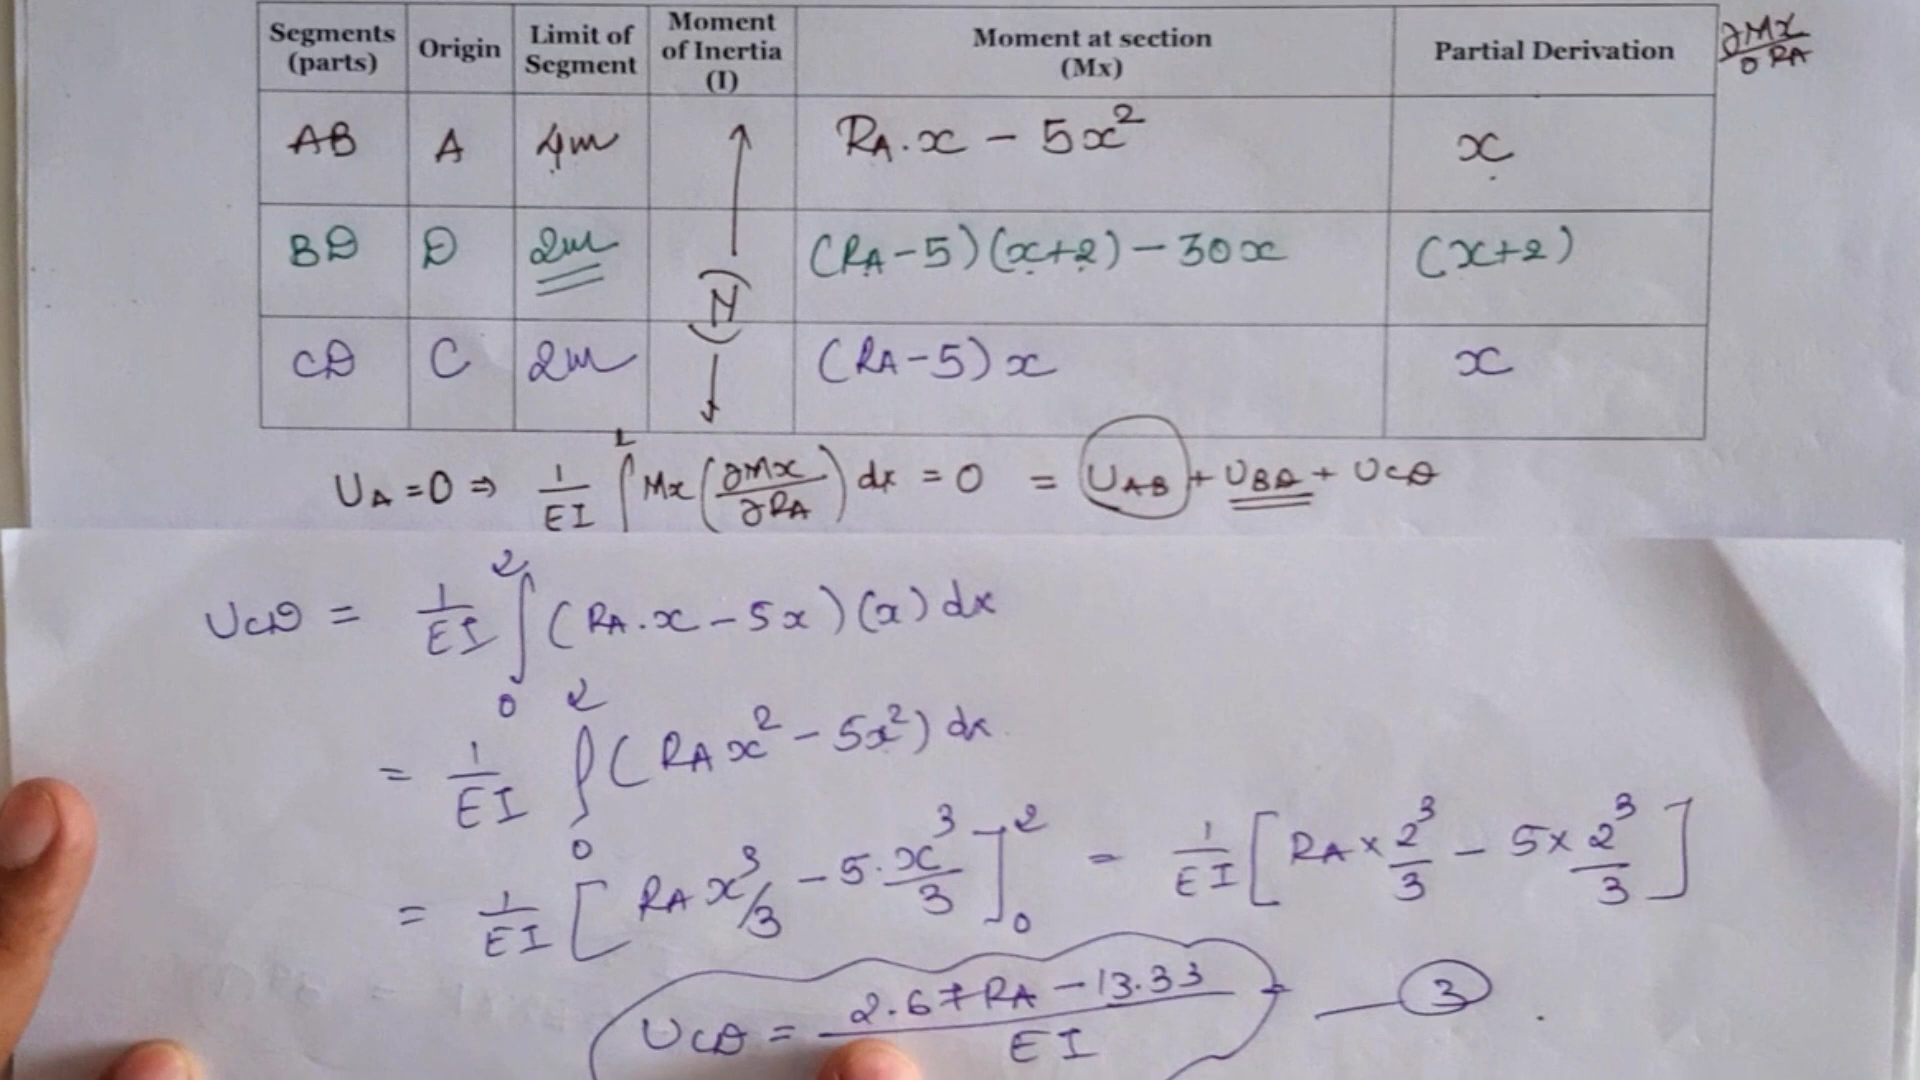 Segments (parts) Origin Limit of Segment Moment of Inertia (I) Moment at section (Mx) Partial Derivation ∂Mx/∂RA
AB A 4m RA.x - 5x²  x
BD D 2m (RA-5)(x+2) - 30x (x+2)
CD C 2m (RA-5)x x
UA = 0 ⇒ 1/EI ∫^L Mx (∂Mx/∂RA) dx = 0 = UAB + UBD + UCD
UCD = 1/EI ∫₀² (RA.x - 5x)(x) dx
= 1/EI ∫₀² (RA x² - 5x²) dx
= 1/EI [RA x³/3 - 5.x³/3]₀² = 1/EI [RA × 2³/3 - 5 × 2³/3]
UCD = (2.67RA - 13.33)/EI — 3